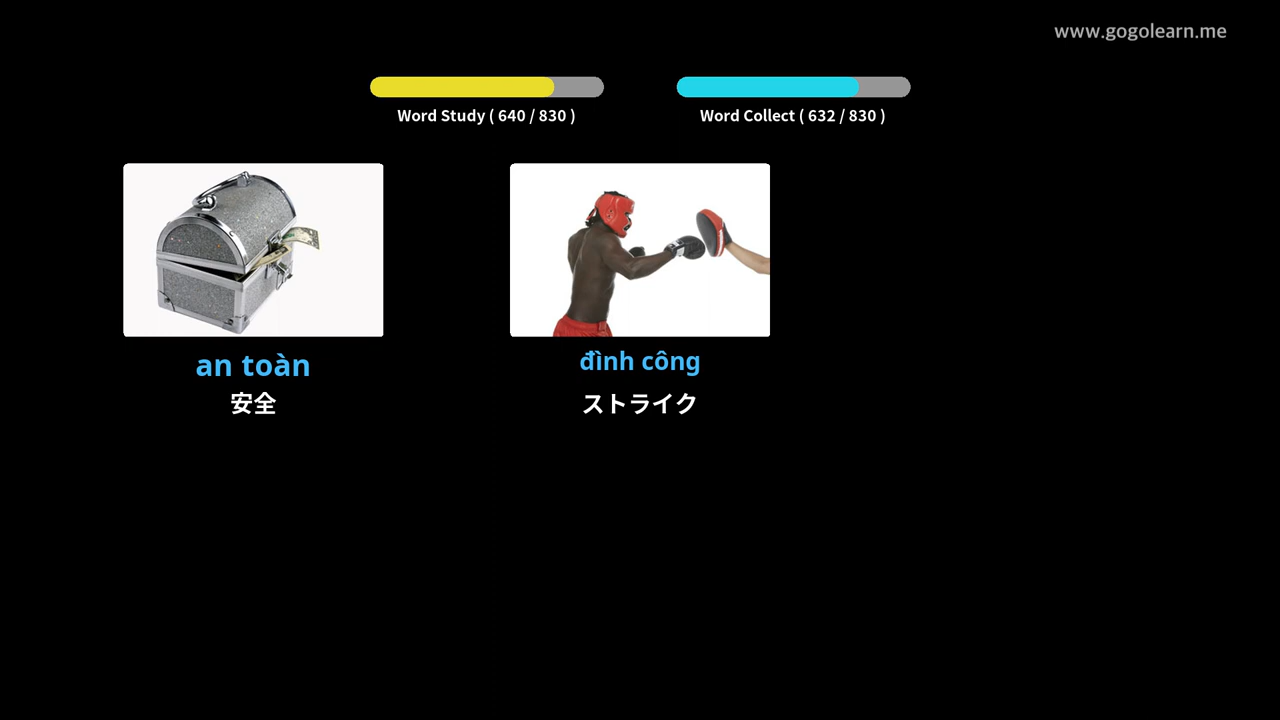 www.gogolearn.me
Word Study ( 640 / 830 )
Word Collect ( 632 / 830 )
an toàn
安全
đình công
ストライク